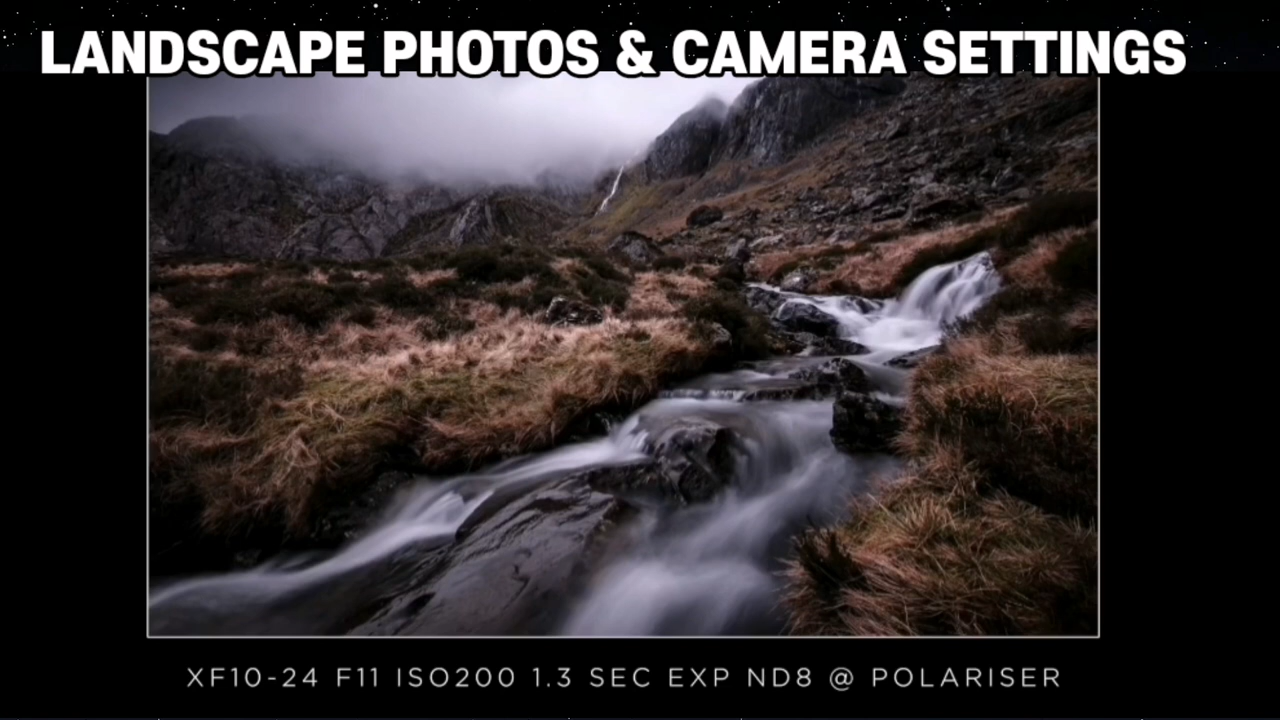 LANDSCAPE PHOTOS & CAMERA SETTINGS
XF10-24 F11 ISO200 1.3 SEC EXP ND8 @ POLARISER